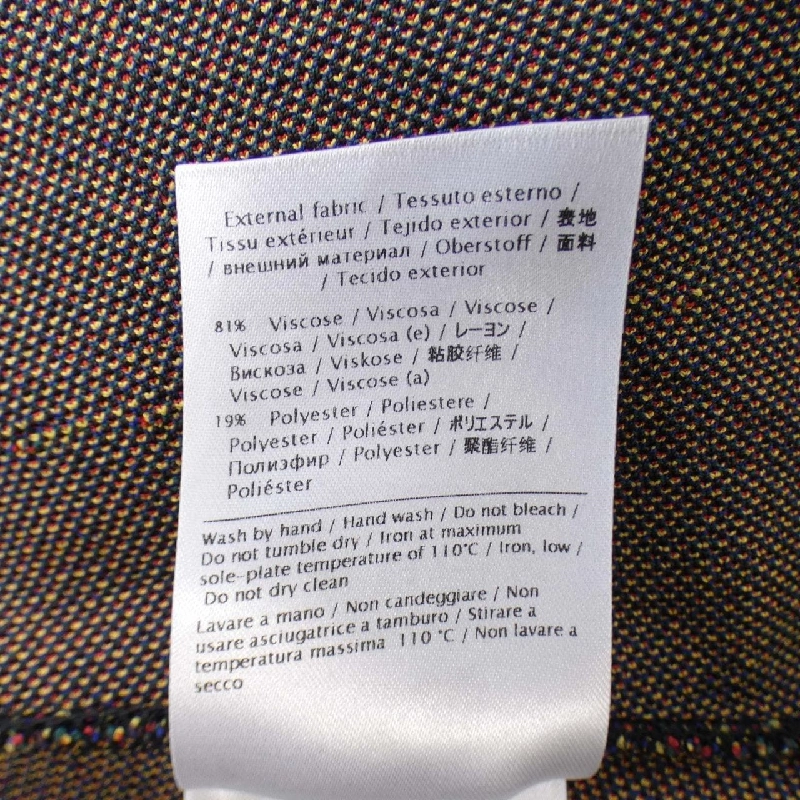 External fabric / Tessuto esterno /
Tissu extérieur / Tejido exterior / 表地
/ внешний материал / Oberstoff / 面料
/ Tecido exterior
81% Viscose / Viscosa / Viscose /
Viscosa / Viscosa (e) / レーヨン /
Вискоза / Viskose / 粘胶纤维 /
Viscose / Viscose (a)
19% Polyester / Poliestere /
Polyester / Poliéster / ポリエステル /
Полиэфир / Polyester / 聚酯纤维 /
Poliéster
Wash by hand / Hand wash / Do not bleach /
Do not tumble dry / Iron at maximum
sole-plate temperature of 110°C / Iron, low /
Do not dry clean
Lavare a mano / Non candeggiare / Non
usare asciugatrice a tamburo / Stirare a
temperatura massima 110 °C / Non lavare a
secco